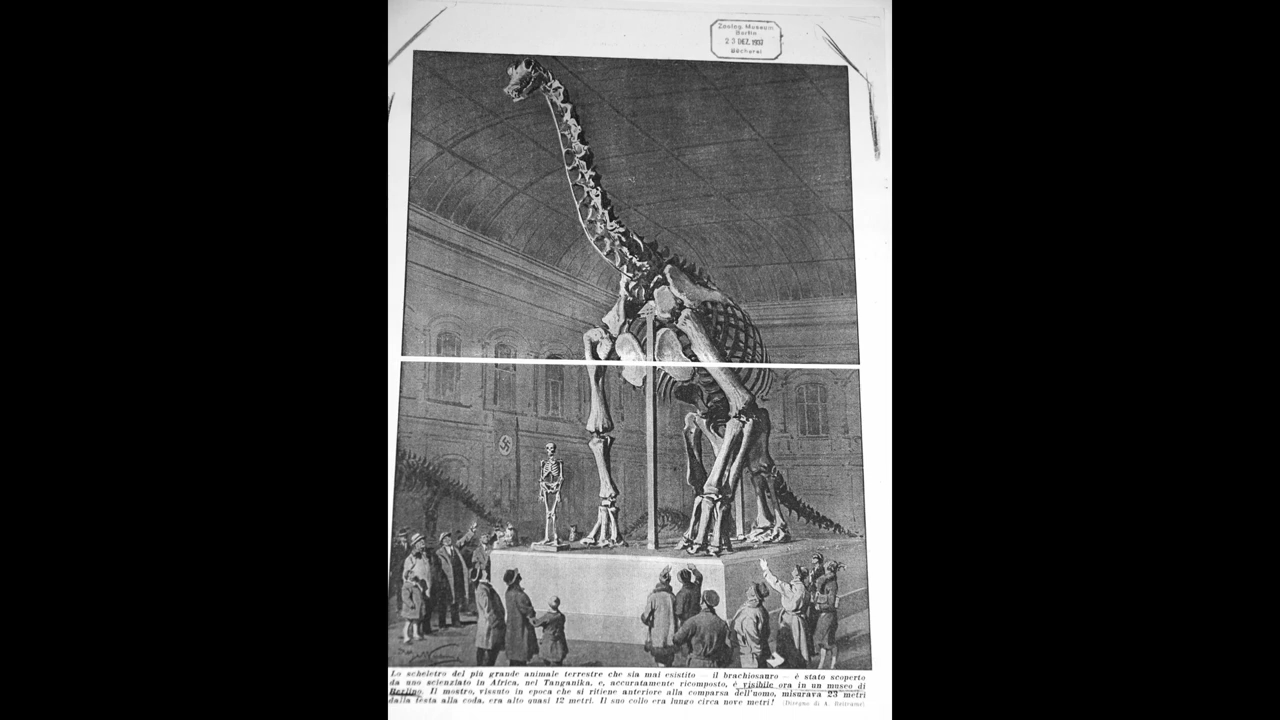 Zoolog. Museum
Berlin
23 DEZ. 1937
Bücherei
Lo scheletro del più grande animale terrestre che sia mai esistito — il brachiosauro — è stato scoperto
da uno scienziato in Africa, nel Tanganika, e, accuratamente ricomposto, è visibile ora in un museo di
Berlino. Il mostro, vissuto in epoca che si ritiene anteriore alla comparsa dell'uomo, misurava 23 metri
dalla testa alla coda, era alto quasi 12 metri. Il suo collo era lungo circa nove metri! (Disegno di A. Beltrame)